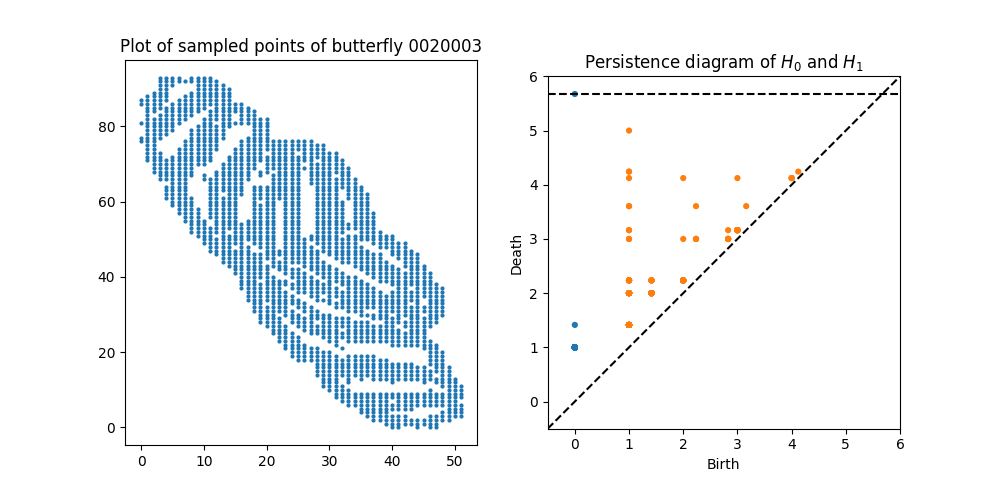 Plot of sampled points of butterfly 0020003
80
60
40
20
0
0 10 20 30 40 50
Persistence diagram of $H_0$ and $H_1$
6
5
4
3
2
1
0
Death
0 1 2 3 4 5 6
Birth